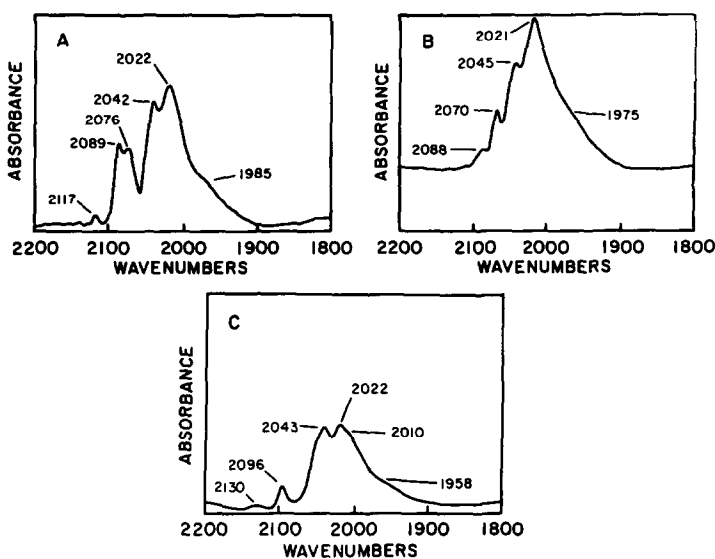 A
2022
2042
2076
2089
2117
1985
ABSORBANCE
2200 2100 2000 1900 1800
WAVENUMBERS
B
2021
2045
2070
2088
1975
ABSORBANCE
2200 2100 2000 1900 1800
WAVENUMBERS
C
2022
2043
2010
2096
2130
1958
ABSORBANCE
2200 2100 2000 1900 1800
WAVENUMBERS